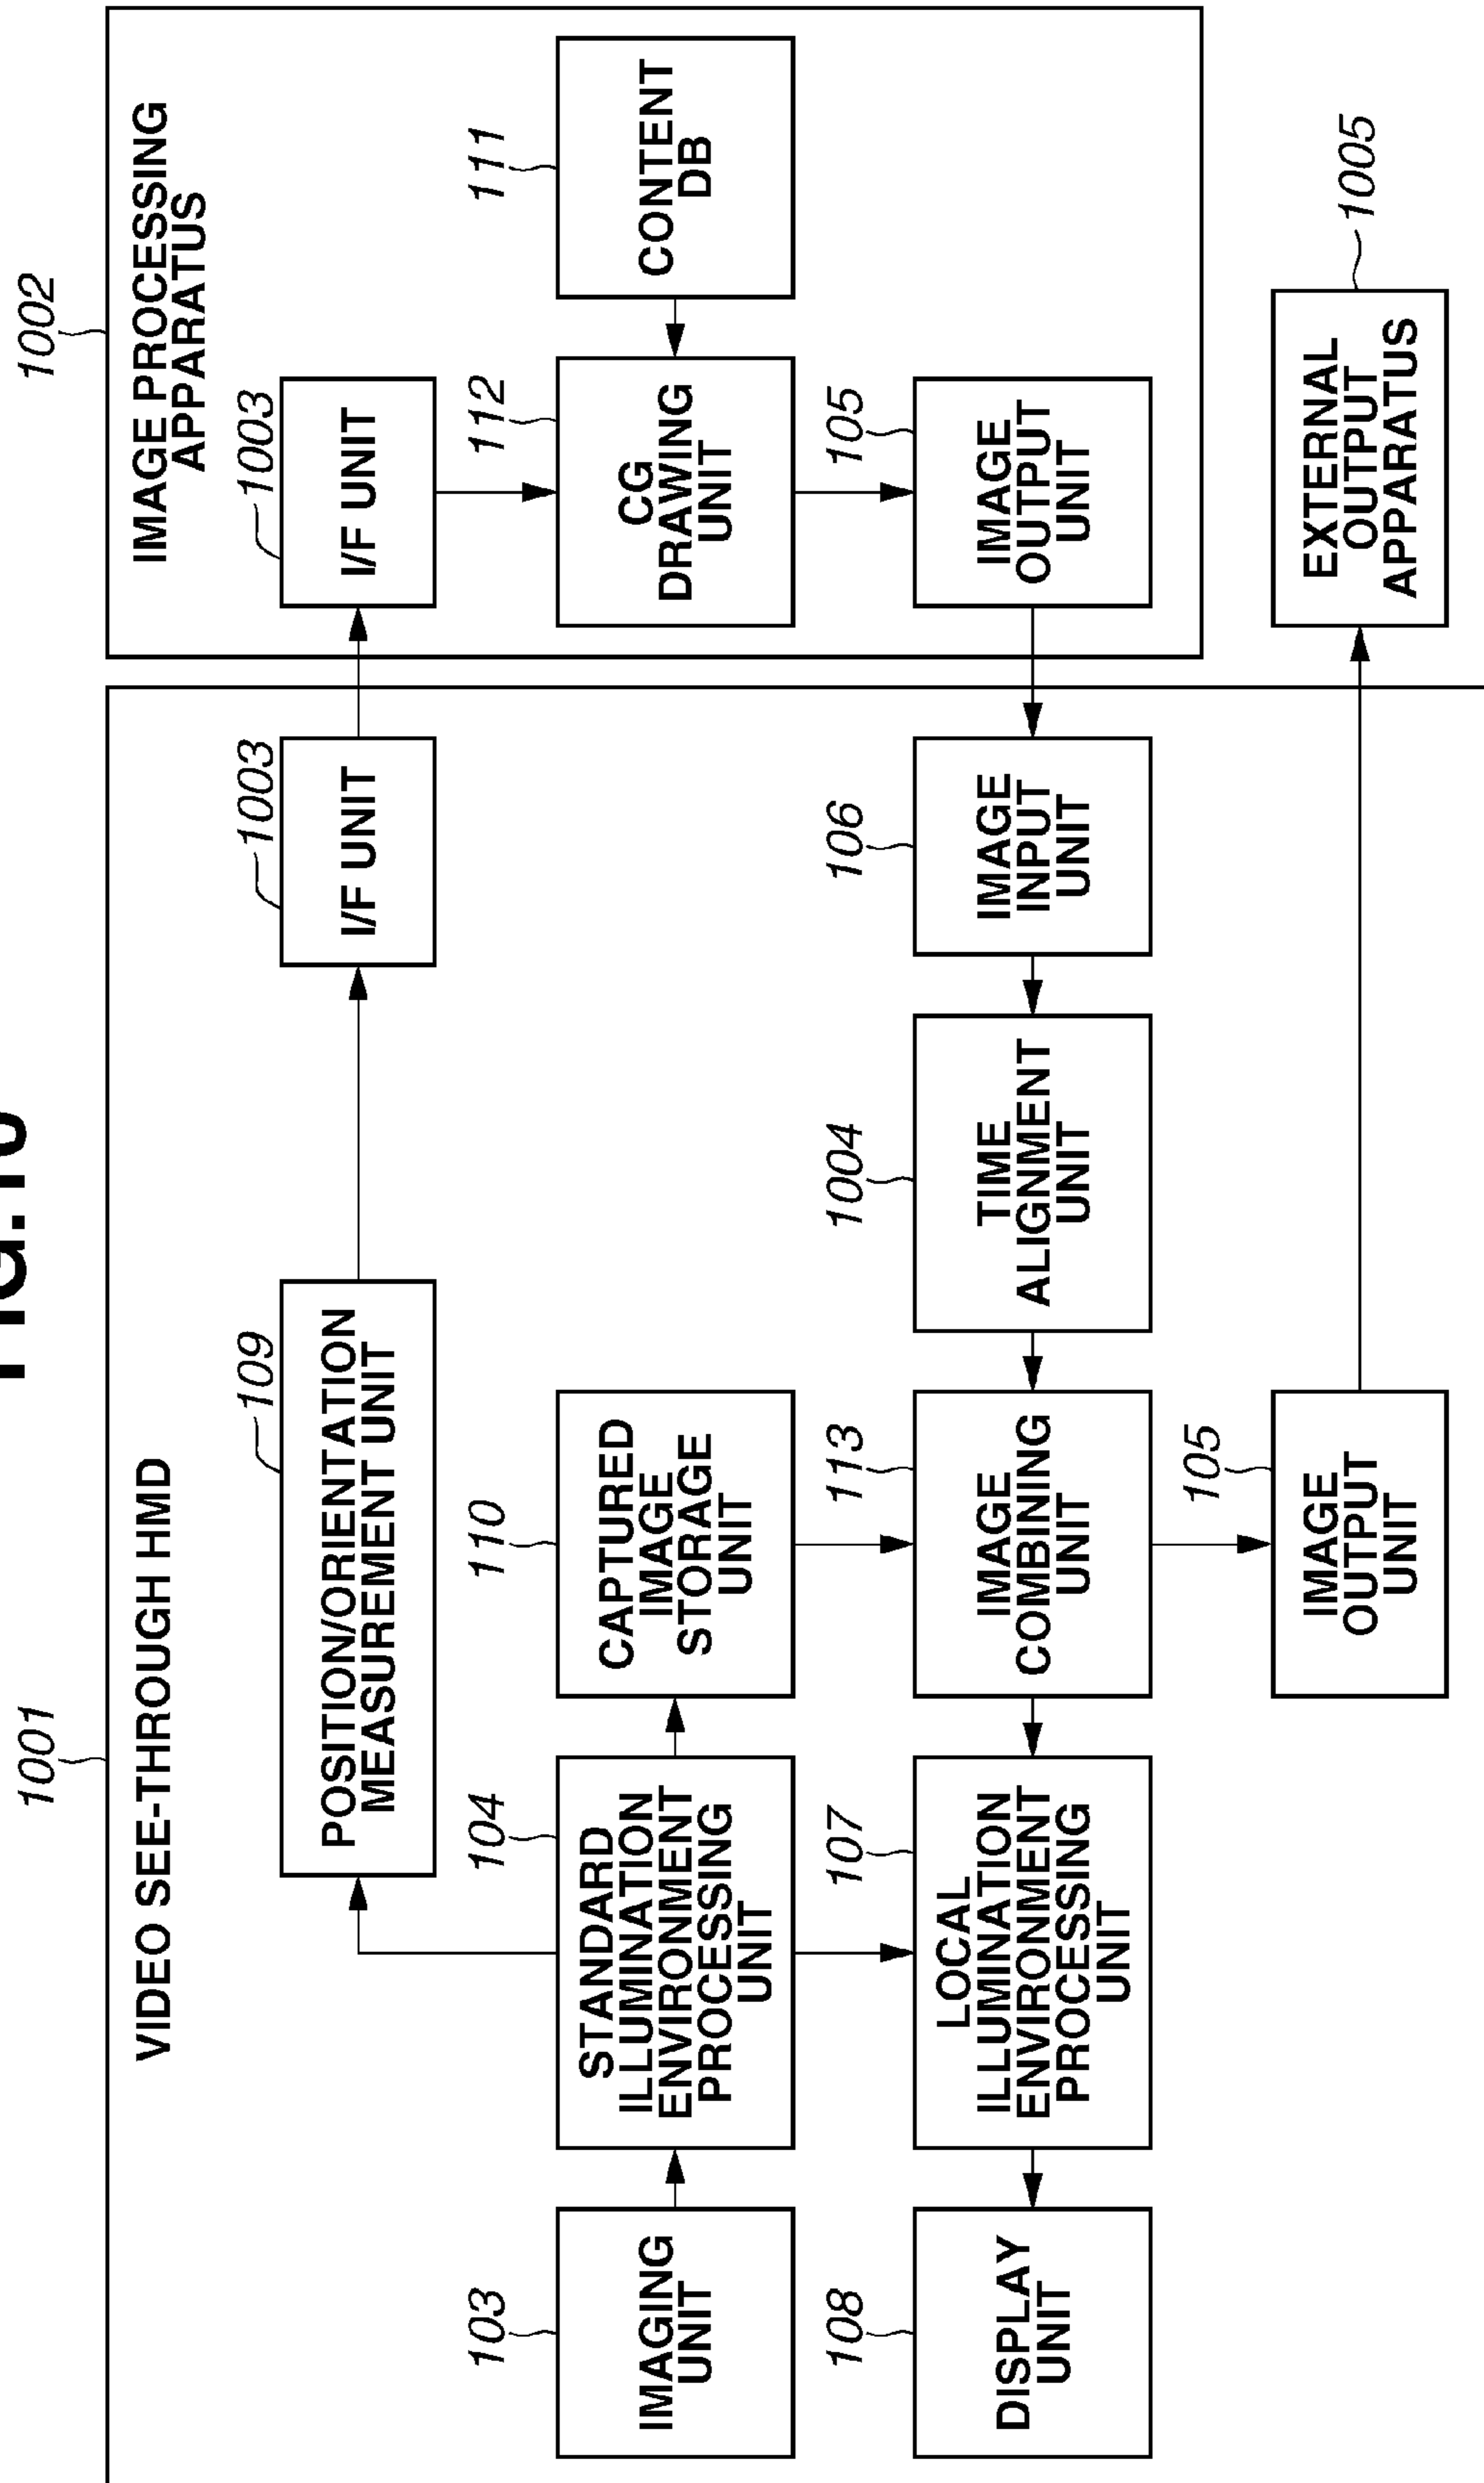 1001
1002
VIDEO SEE-THROUGH HMD
IMAGE PROCESSING
APPARATUS
109
1003
1003
POSITION/ORIENTATION
MEASUREMENT UNIT
I/F UNIT
I/F UNIT
103
104
110
112
111
IMAGING
UNIT
STANDARD
ILLUMINATION
ENVIRONMENT
PROCESSING
UNIT
CAPTURED
IMAGE
STORAGE
UNIT
CG
DRAWING
UNIT
CONTENT
DB
108
107
113
1004
106
105
DISPLAY
UNIT
LOCAL
ILLUMINATION
ENVIRONMENT
PROCESSING
UNIT
IMAGE
COMBINING
UNIT
TIME
ALIGNMENT
UNIT
IMAGE
INPUT
UNIT
IMAGE
OUTPUT
UNIT
105
IMAGE
OUTPUT
UNIT
EXTERNAL
OUTPUT
APPARATUS
1005